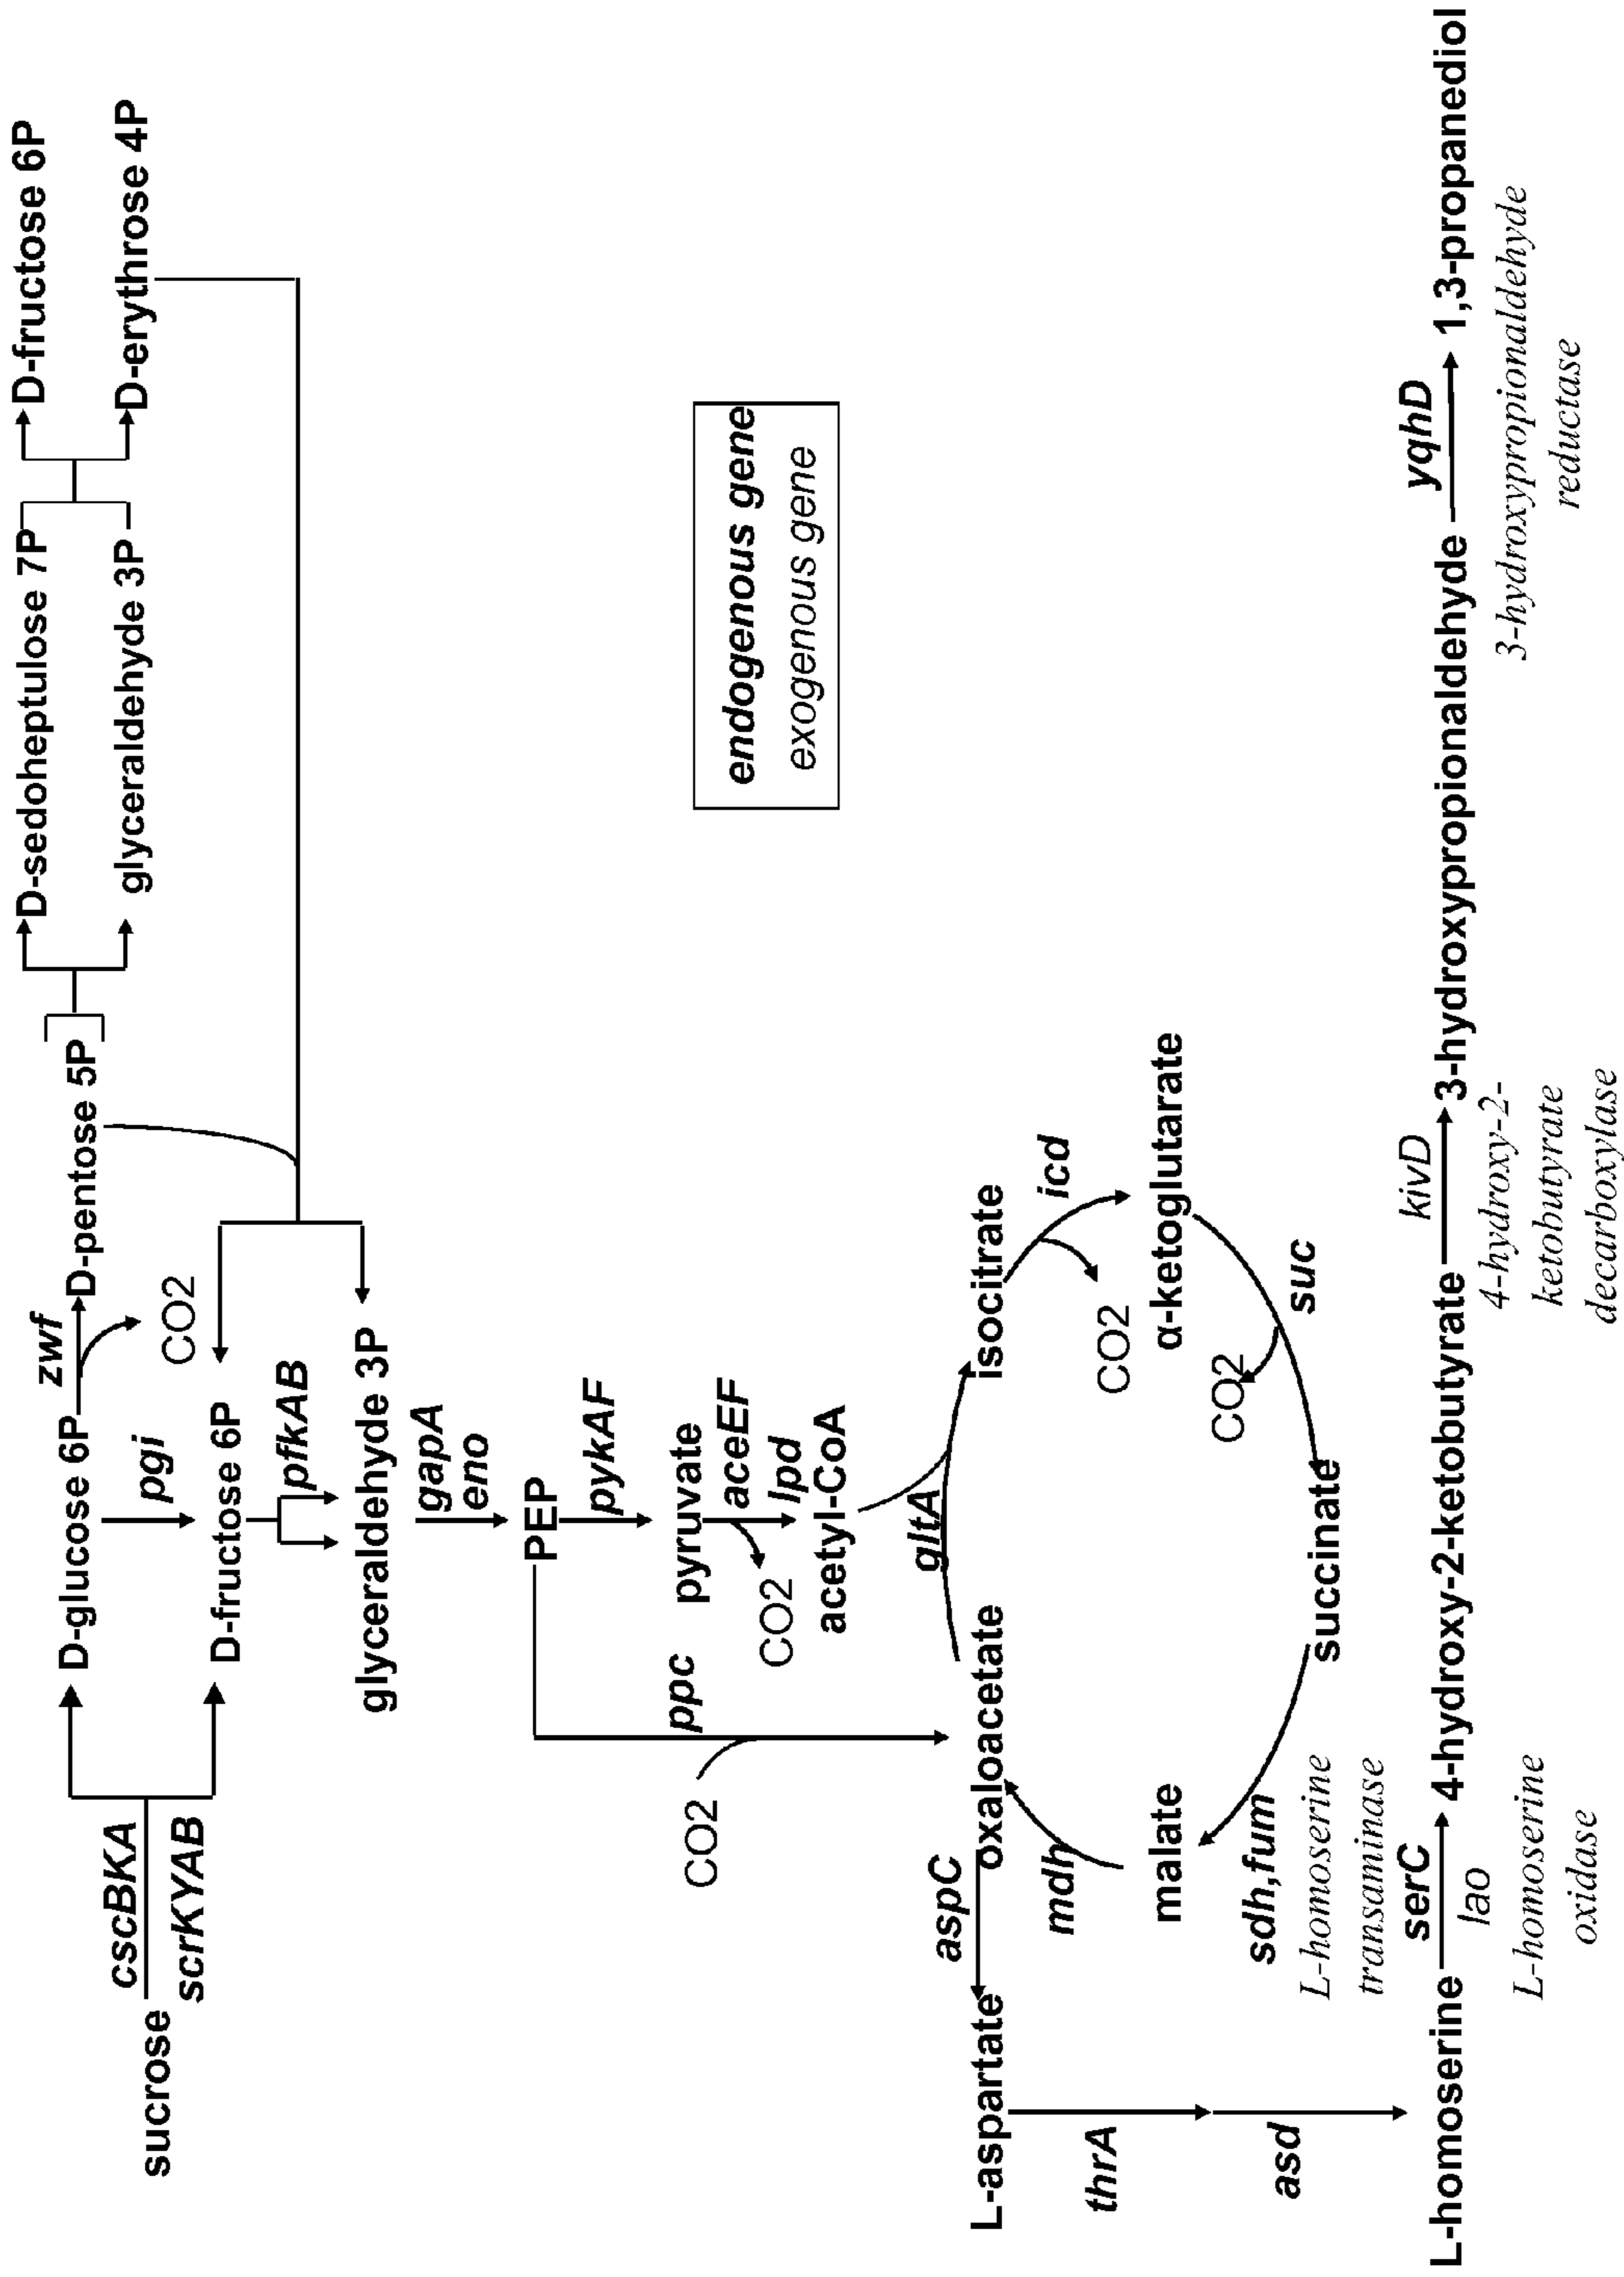 sucrose
cscBKA
scrKYAB
D-glucose 6P
zwf
D-pentose 5P
D-sedoheptulose 7P
D-fructose 6P
glyceraldehyde 3P
D-erythrose 4P
pgi
CO2
D-fructose 6P
pfkAB
glyceraldehyde 3P
gapA
eno
PEP
pykAF
ppc
CO2
pyruvate
aceEF
lpd
CO2
acetyl-CoA
endogenous gene
exogenous gene
gltA
aspC
L-aspartate
oxaloacetate
isocitrate
icd
CO2
mdh
thrA
malate
α-ketoglutarate
CO2
suc
asd
sdh,fum
succinate
L-homoserine
transaminase
serC
kivD
yqhD
L-homoserine
4-hydroxy-2-ketobutyrate
3-hydroxypropionaldehyde
1,3-propanediol
lao
L-homoserine
oxidase
4-hydroxy-2-
ketobutyrate
decarboxylase
3-hydroxypropionaldehyde
reductase